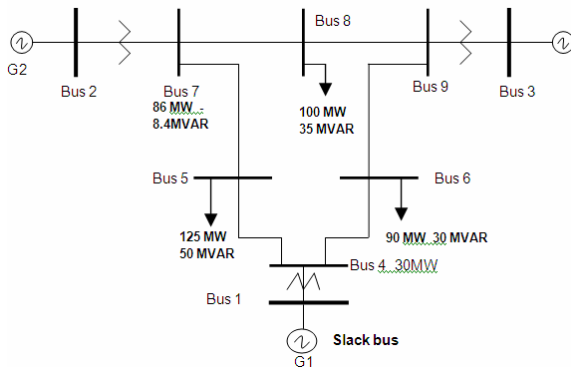 Bus 8
G2
Bus 2
Bus 7
Bus 9
Bus 3
86 MW -
8.4MVAR
100 MW
35 MVAR
Bus 5
Bus 6
125 MW
50 MVAR
90 MW 30 MVAR
Bus 4 30MW
Bus 1
Slack bus
G1